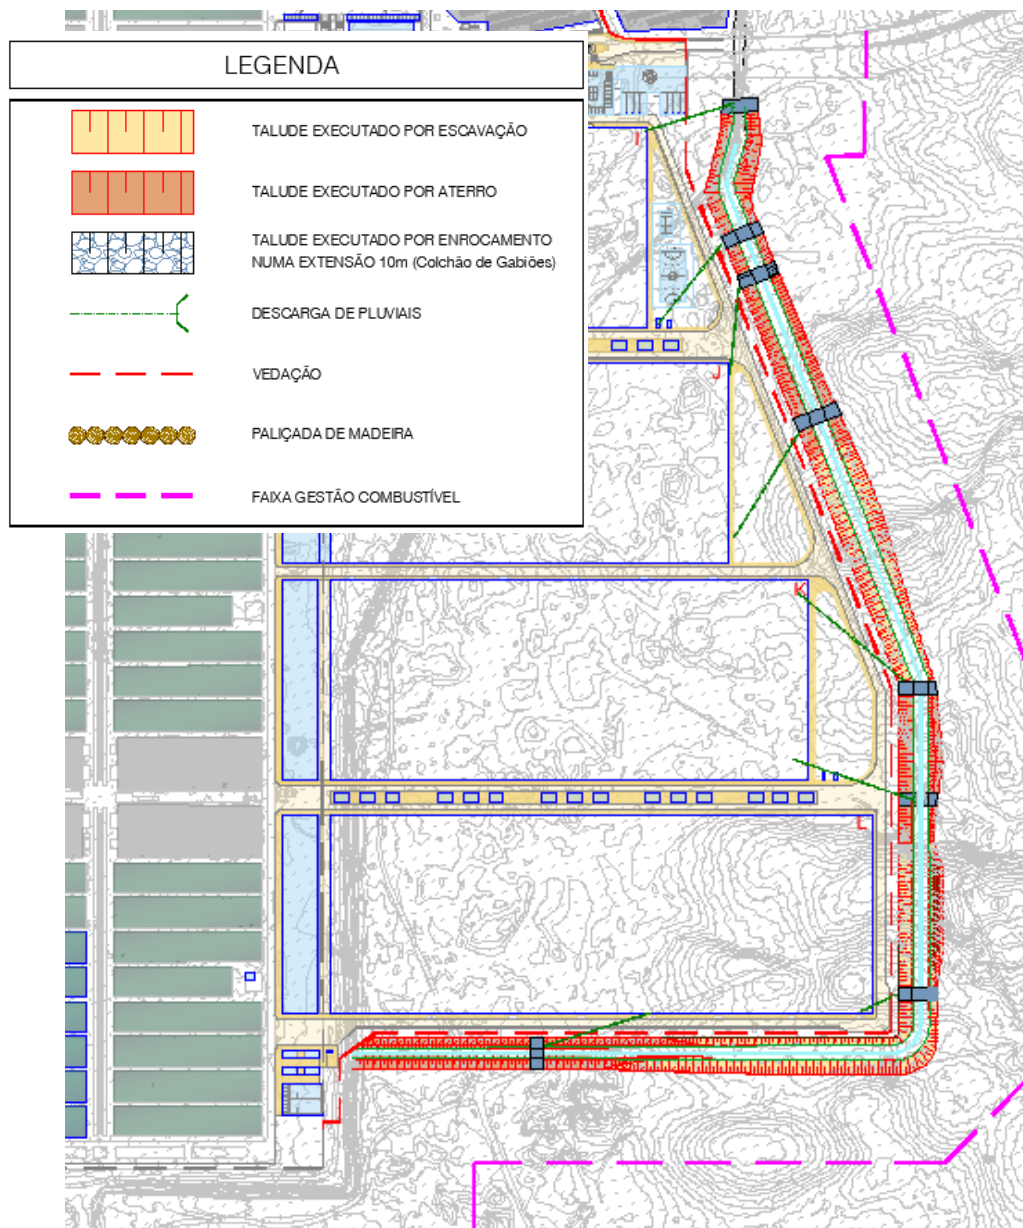 LEGENDA
TALUDE EXECUTADO POR ESCAVAÇÃO
TALUDE EXECUTADO POR ATERRO
TALUDE EXECUTADO POR ENROCAMENTO
NUMA EXTENSÃO 10m (Colchão de Gabiões)
DESCARGA DE PLUVIAIS
VEDAÇÃO
PALIÇADA DE MADEIRA
FAIXA GESTÃO COMBUSTÍVEL
I
J
K
L